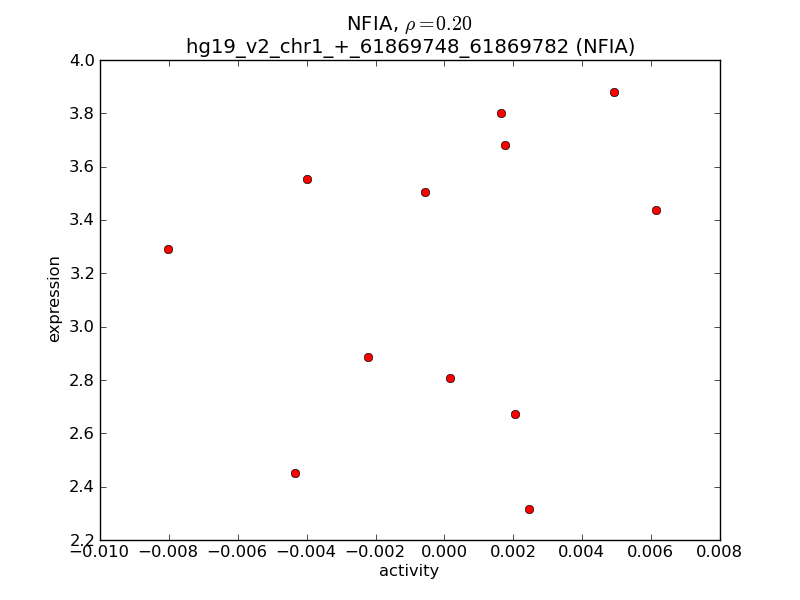 NFIA, ρ=0.20
hg19_v2_chr1_+_61869748_61869782 (NFIA)
4.0
3.8
3.6
3.4
3.2
3.0
2.8
2.6
2.4
2.2
expression
−0.010 −0.008 −0.006 −0.004 −0.002 0.000 0.002 0.004 0.006 0.008
activity